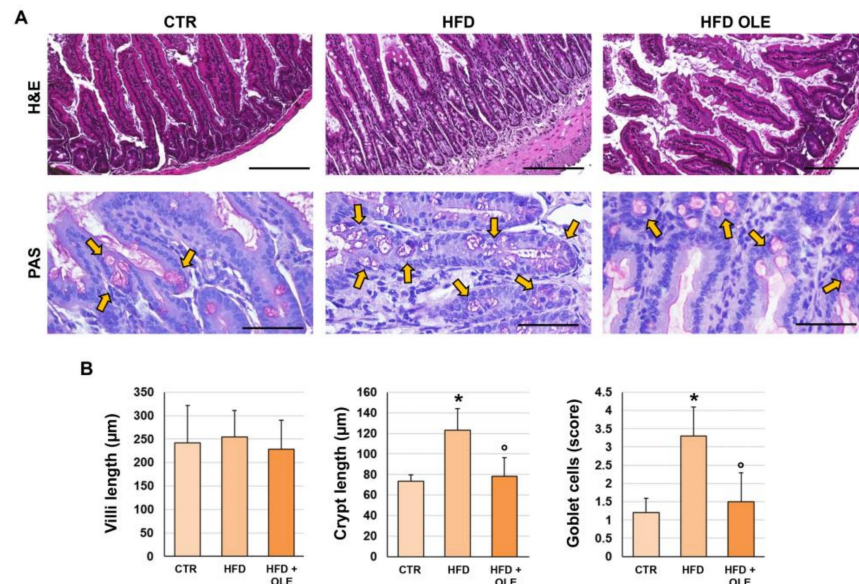 A
CTR
HFD
HFD OLE
H&E
PAS
B
Villi length (µm)
350
300
250
200
150
100
50
0
CTR
HFD
HFD +
OLE
Crypt length (µm)
160
140
120
100
80
60
40
20
0
*
°
CTR
HFD
HFD +
OLE
Goblet cells (score)
4.5
4
3.5
3
2.5
2
1.5
1
0.5
0
*
°
CTR
HFD
HFD +
OLE